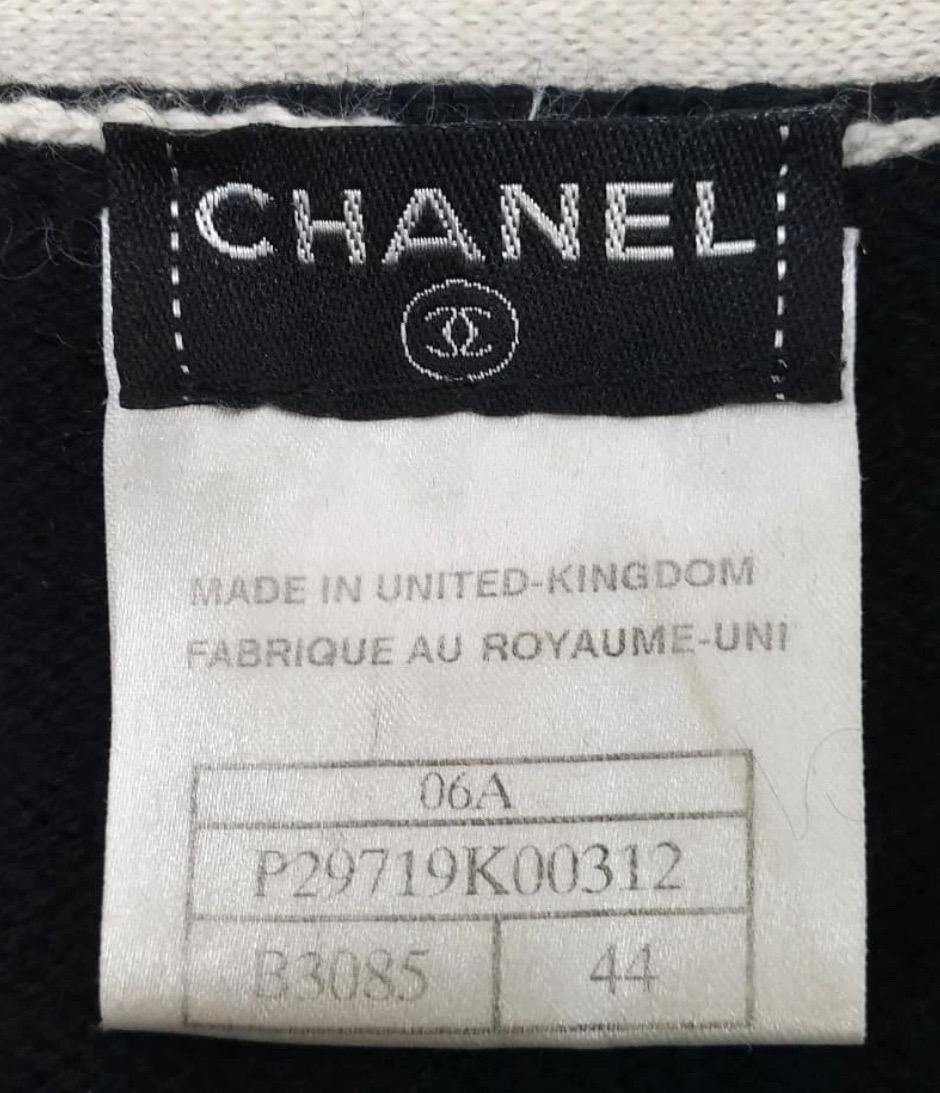 CHANEL
MADE IN UNITED-KINGDOM
FABRIQUE AU ROYAUME-UNI
06A
P29719K00312
B3085 44